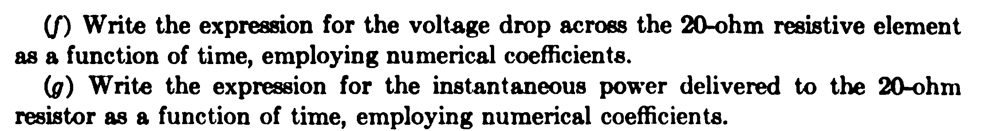 (f) Write the expression for the voltage drop across the 20-ohm resistive element
as a function of time, employing numerical coefficients.
(g) Write the expression for the instantaneous power delivered to the 20-ohm
resistor as a function of time, employing numerical coefficients.